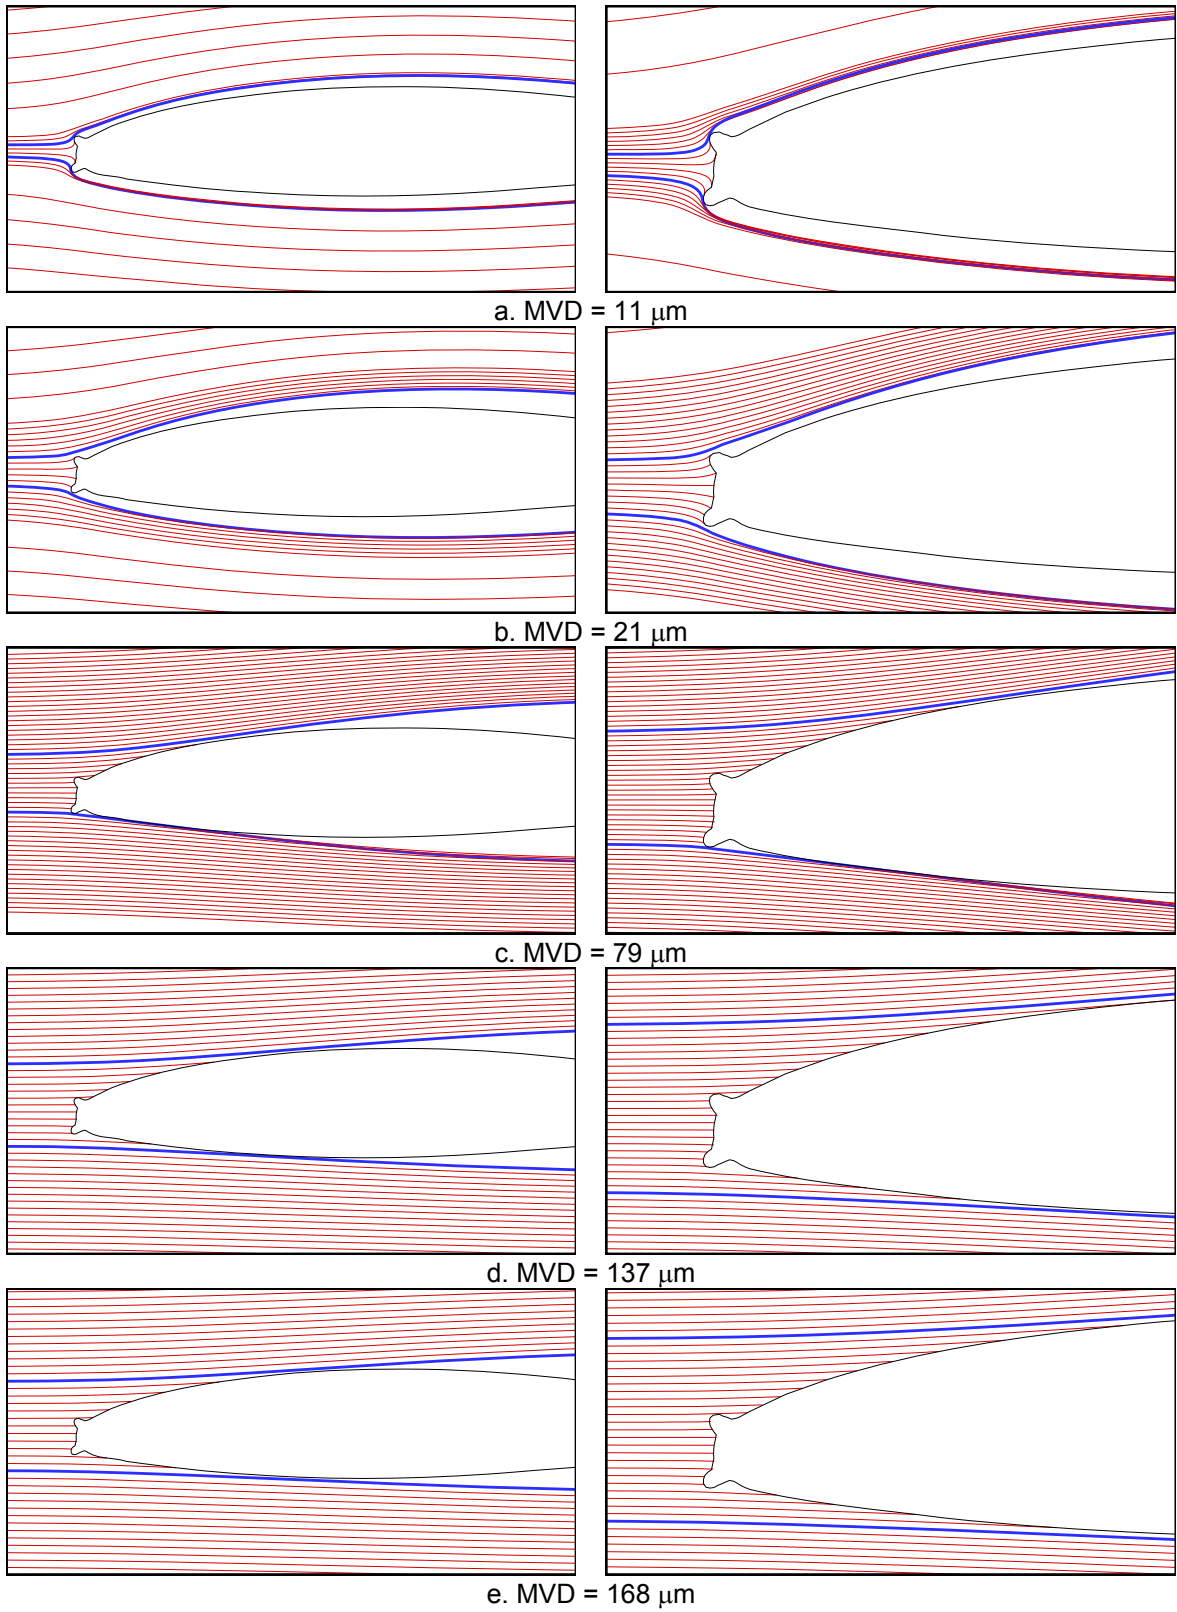 a. MVD = 11 μm
b. MVD = 21 μm
c. MVD = 79 μm
d. MVD = 137 μm
e. MVD = 168 μm